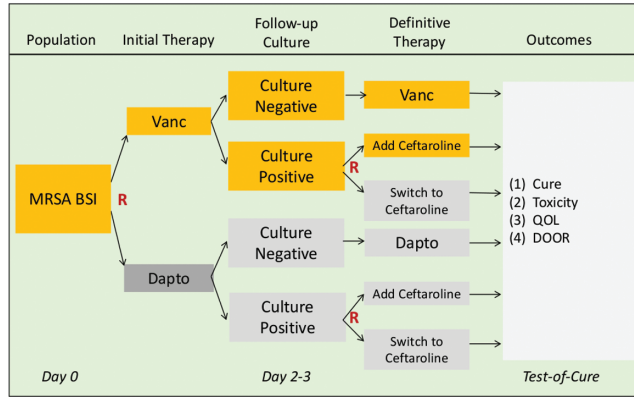 Population
Initial Therapy
Follow-up
Culture
Definitive
Therapy
Outcomes
MRSA BSI
R
Vanc
Dapto
Culture
Negative
Culture
Positive
R
Culture
Negative
Culture
Positive
R
Vanc
Add Ceftaroline
Switch to
Ceftaroline
Dapto
Add Ceftaroline
Switch to
Ceftaroline
(1) Cure
(2) Toxicity
(3) QOL
(4) DOOR
Day 0
Day 2-3
Test-of-Cure